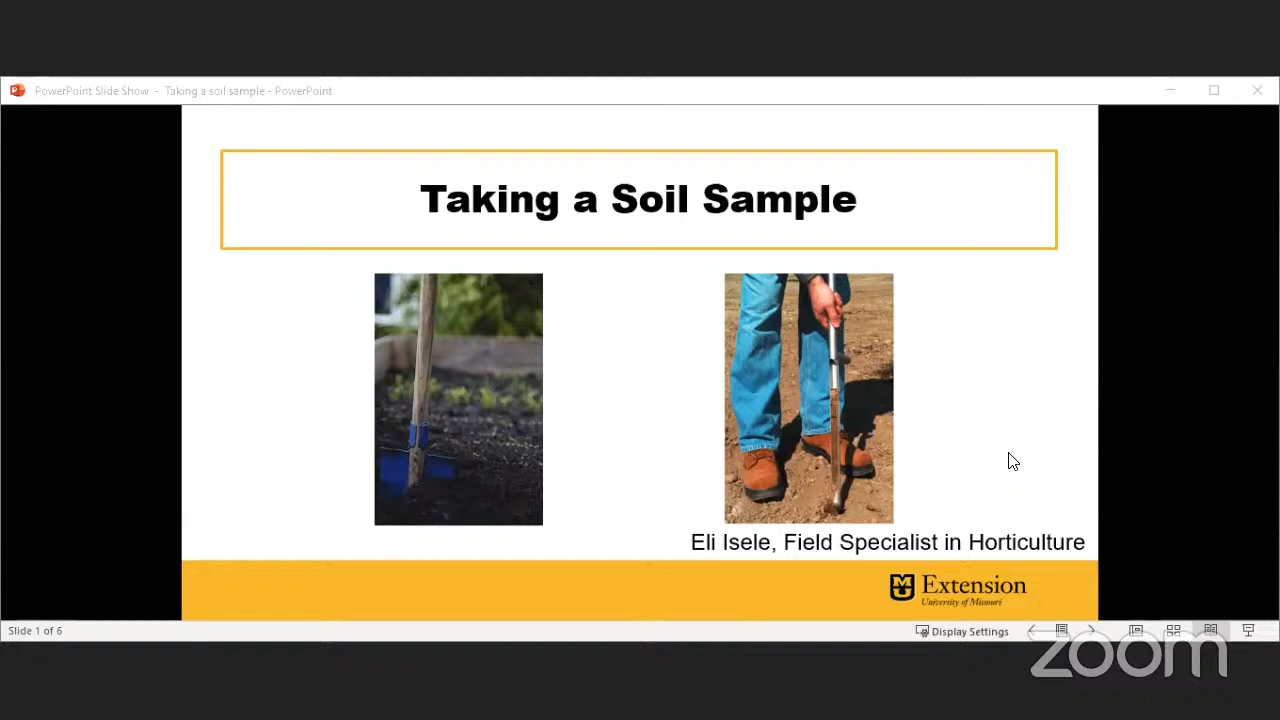 PowerPoint Slide Show - Taking a soil sample - PowerPoint
Taking a Soil Sample
Eli Isele, Field Specialist in Horticulture
Extension
University of Missouri
Slide 1 of 6
Display Settings
zoom